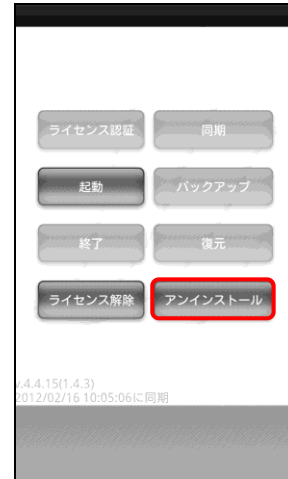 ライセンス認証 同期
起動 バックアップ
終了 復元
ライセンス解除 アンインストール
v.4.4.15(1.4.3)
2012/02/16 10:05:06に同期